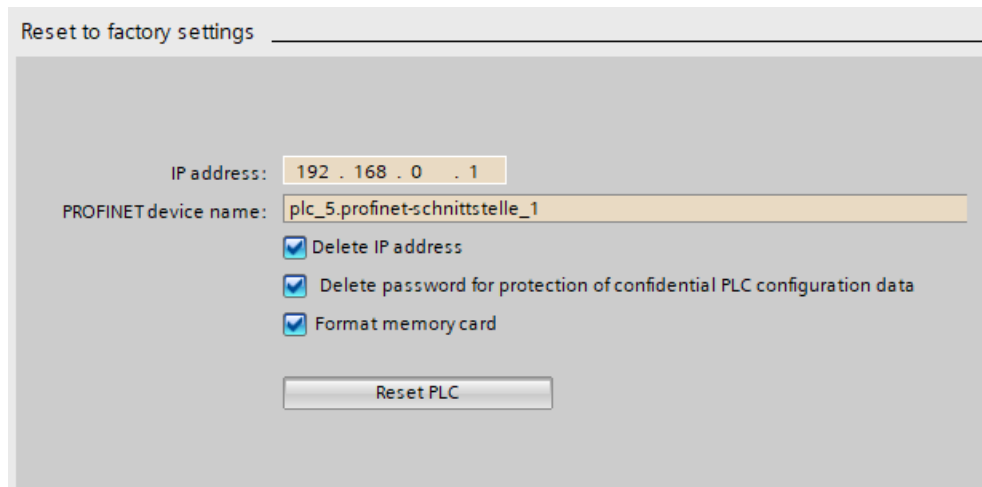 Reset to factory settings
IP address: 192 . 168 . 0 . 1
PROFINET device name: plc_5.profinet-schnittstelle_1
Delete IP address
Delete password for protection of confidential PLC configuration data
Format memory card
Reset PLC